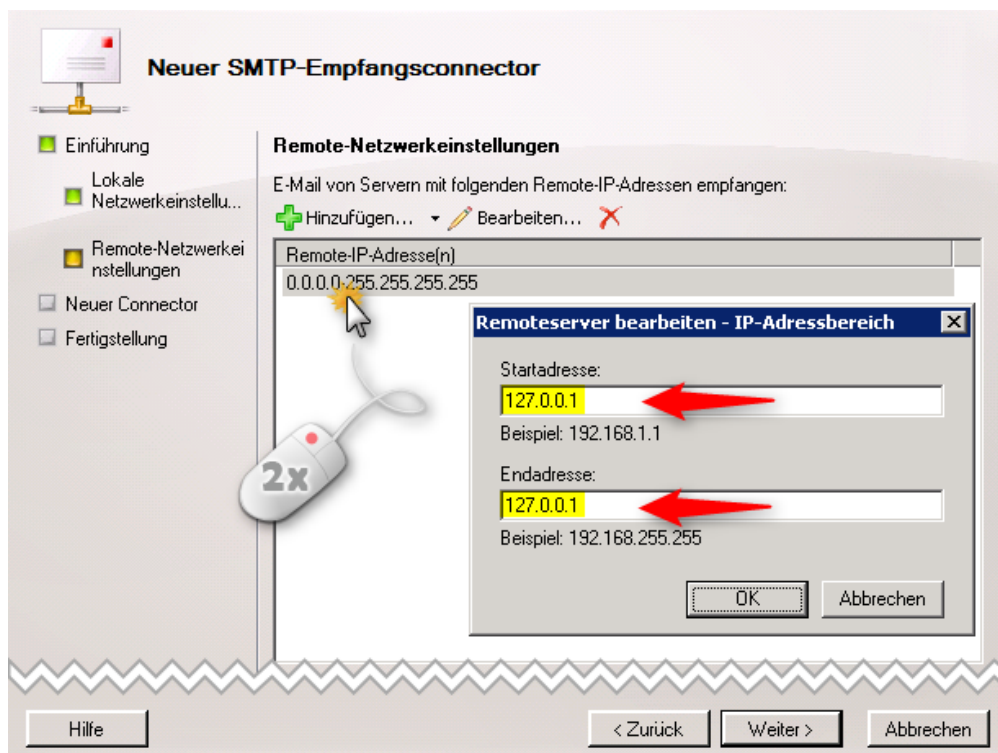 Neuer SMTP-Empfangsconnector
Einführung
Lokale
Netzwerkeinstellu...
Remote-Netzwerkei
nstellungen
Neuer Connector
Fertigstellung
Remote-Netzwerkeinstellungen
E-Mail von Servern mit folgenden Remote-IP-Adressen empfangen:
Hinzufügen... Bearbeiten...
Remote-IP-Adresse(n)
0.0.0.0-255.255.255.255
2x
Remoteserver bearbeiten - IP-Adressbereich
Startadresse:
127.0.0.1
Beispiel: 192.168.1.1
Endadresse:
127.0.0.1
Beispiel: 192.168.255.255
OK Abbrechen
Hilfe < Zurück Weiter > Abbrechen